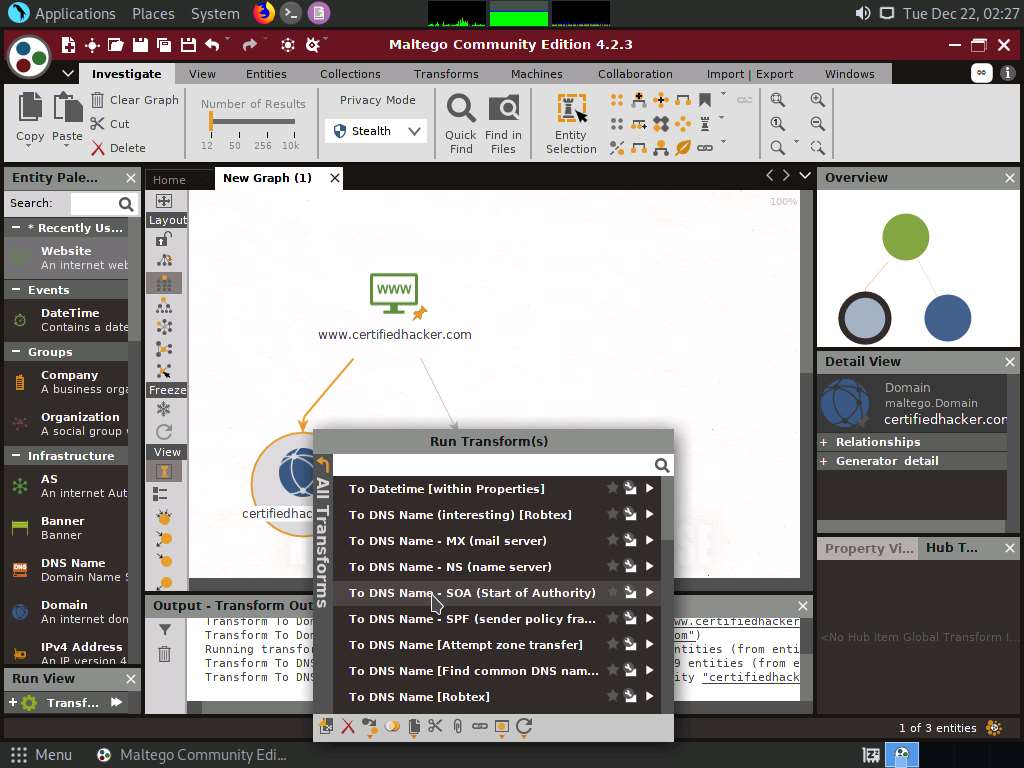 Applications Places System Tue Dec 22, 02:27
Maltego Community Edition 4.2.3
Investigate View Entities Collections Transforms Machines Collaboration Import | Export Windows
Copy
Paste
Clear Graph
Cut
Delete
Number of Results
12 50 256 10k
Privacy Mode
Stealth
Quick Find
Find in Files
Entity Selection
Entity Pale...
Search:
* Recently Us...
Website
An internet web
Events
DateTime
Contains a date
Groups
Company
A business orga
Organization
A social group
Infrastructure
AS
An internet Aut
Banner
Banner
DNS Name
Domain Name S
Domain
An internet don
IPv4 Address
An IP version 4
Run View
Transf...
Home
New Graph (1)
Layout
Freeze
View
100%
WWW
www.certifiedhacker.com
certifiedhac
Run Transform(s)
All Transforms
To Datetime [within Properties]
To DNS Name (interesting) [Robtex]
To DNS Name - MX (mail server)
To DNS Name - NS (name server)
To DNS Name - SOA (Start of Authority)
To DNS Name - SPF (sender policy fra...
To DNS Name [Attempt zone transfer]
To DNS Name [Find common DNS nam...
To DNS Name [Robtex]
Output - Transform Out
Transform To Dom
Transform To Dom
Running transfor
Transform To DNS
Transform To DNS
ww.certifiedhacker
om")
ntities (from enti
9 entities (from e
ity "certifiedhack
Overview
Detail View
Domain
maltego.Domain
certifiedhacker.com
+ Relationships
+ Generator detail
Property Vi...
Hub T...
<No Hub Item Global Transform I...
1 of 3 entities
Menu
Maltego Community Edi...